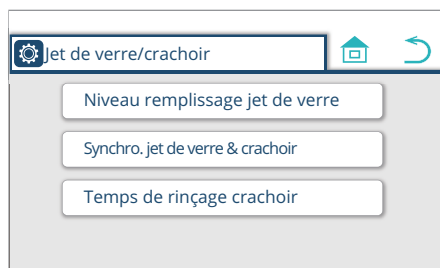 Jet de verre/crachoir
Niveau remplissage jet de verre
Synchro. jet de verre & crachoir
Temps de rinçage crachoir